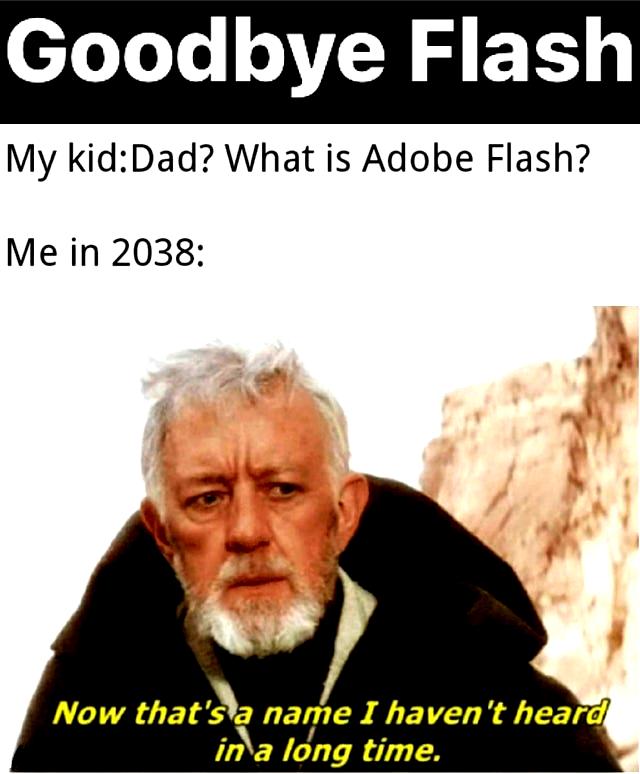 Goodbye Flash
My kid:Dad? What is Adobe Flash?
Me in 2038:
Now that's a name I haven't heard
in a long time.